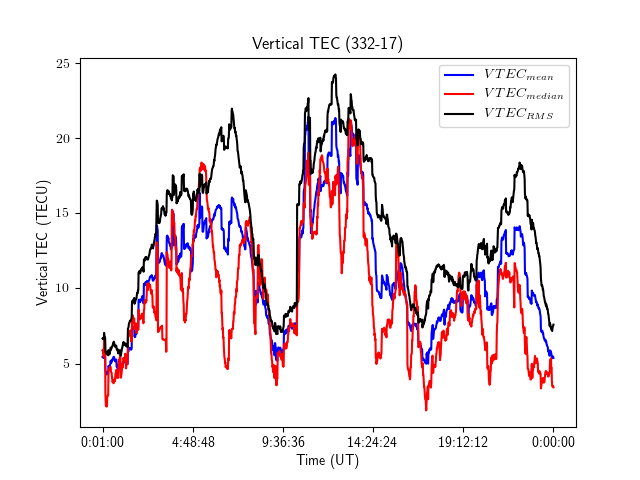 Vertical TEC (332-17)
25
20
15
10
5
Vertical TEC (TECU)
VTEC_mean
VTEC_median
VTEC_RMS
0:01:00 4:48:48 9:36:36 14:24:24 19:12:12 0:00:00
Time (UT)